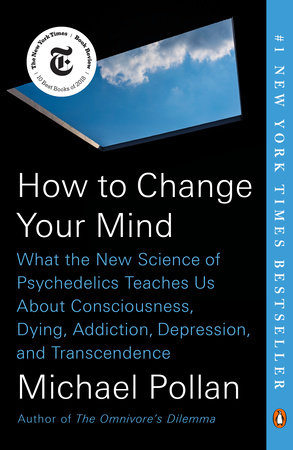 The New York Times
Book Review
10 Best Books of 2018
#1 NEW YORK TIMES BESTSELLER
How to Change
Your Mind
What the New Science of
Psychedelics Teaches Us
About Consciousness,
Dying, Addiction, Depression,
and Transcendence
Michael Pollan
Author of The Omnivore's Dilemma